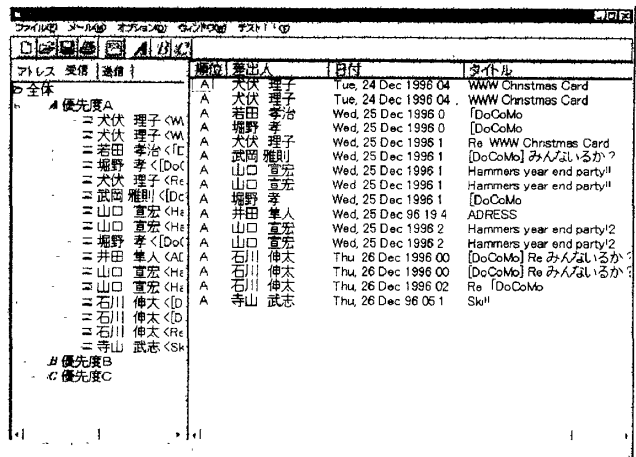 ファイル(F) メール(M) オプション(O) ウィンドウ(W) テスト
A B C
アドレス 受信 送信
全体
A 優先度A
犬伏 理子 <WW
犬伏 理子 <WW
若田 孝治 <「D
堀野 孝 <[Do
犬伏 理子 <Re
武岡 雅則 <[Do
山口 宣宏 <Ha
山口 宣宏 <Ha
堀野 孝 <[Do
井田 隼人 <AD
山口 宣宏 <Ha
山口 宣宏 <Ha
石川 伸太 <[D
石川 伸太 <[D
石川 伸太 <Re
寺山 武志 <Sk
B 優先度B
C 優先度C
順位 差出人 日付 タイトル
A 犬伏 理子 Tue, 24 Dec 1996 04 WWW Christmas Card
A 犬伏 理子 Tue, 24 Dec 1996 04 WWW Christmas Card
A 若田 孝治 Wed, 25 Dec 1996 0 「DoCoMo
A 堀野 孝 Wed, 25 Dec 1996 0 [DoCoMo
A 犬伏 理子 Wed, 25 Dec 1996 1 Re WWW Christmas Card
A 武岡 雅則 Wed, 25 Dec 1996 1 [DoCoMo] みんないるか?
A 山口 宣宏 Wed, 25 Dec 1996 1 Hammers year end party!!
A 山口 宣宏 Wed, 25 Dec 1996 1 Hammers year end party!!
A 堀野 孝 Wed, 25 Dec 1996 1 [DoCoMo
A 井田 隼人 Wed, 25 Dec 96 19 4 ADRESS
A 山口 宣宏 Wed, 25 Dec 1996 2 Hammers year end party!2
A 山口 宣宏 Wed, 25 Dec 1996 2 Hammers year end party!2
A 石川 伸太 Thu, 26 Dec 1996 00 [DoCoMo] Re みんないるか?
A 石川 伸太 Thu, 26 Dec 1996 00 [DoCoMo] Re みんないるか?
A 石川 伸太 Thu, 26 Dec 1996 02 Re 「DoCoMo
A 寺山 武志 Thu, 26 Dec 96 05 1 Ski!!